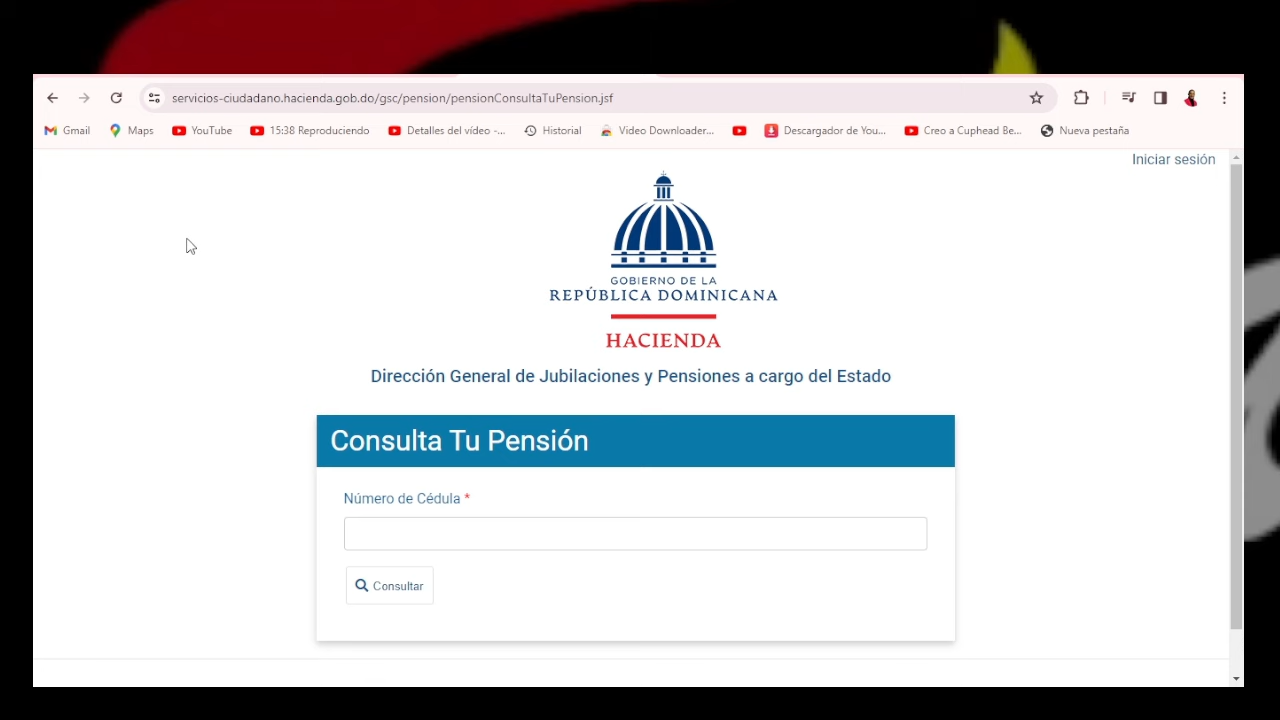 servicios-ciudadano.hacienda.gob.do/gsc/pension/pensionConsultaTuPension.jsf
Gmail Maps YouTube 15:38 Reproduciendo Detalles del vídeo -... Historial Video Downloader... Descargador de You... Creo a Cuphead Be... Nueva pestaña
Iniciar sesión
GOBIERNO DE LA
REPÚBLICA DOMINICANA
HACIENDA
Dirección General de Jubilaciones y Pensiones a cargo del Estado
Consulta Tu Pensión
Número de Cédula *
Consultar